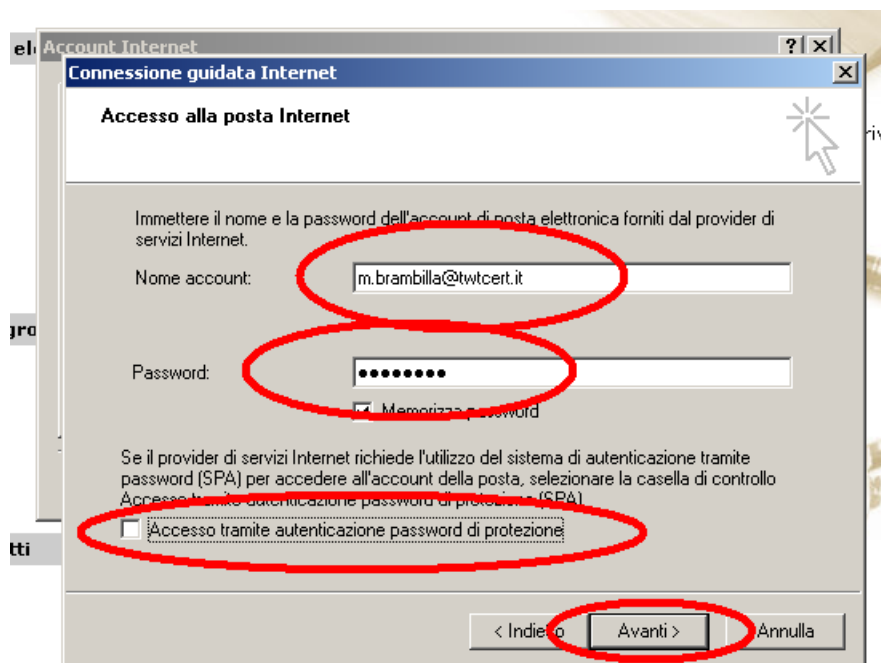 Account Internet
Connessione guidata Internet
Accesso alla posta Internet
Immettere il nome e la password dell'account di posta elettronica forniti dal provider di
servizi Internet.
Nome account:
m.brambilla@twtcert.it
Password:
••••••••
Memorizza password
Se il provider di servizi Internet richiede l'utilizzo del sistema di autenticazione tramite
password (SPA) per accedere all'account della posta, selezionare la casella di controllo
Accesso tramite autenticazione password di protezione (SPA)
Accesso tramite autenticazione password di protezione
< Indietro
Avanti >
Annulla